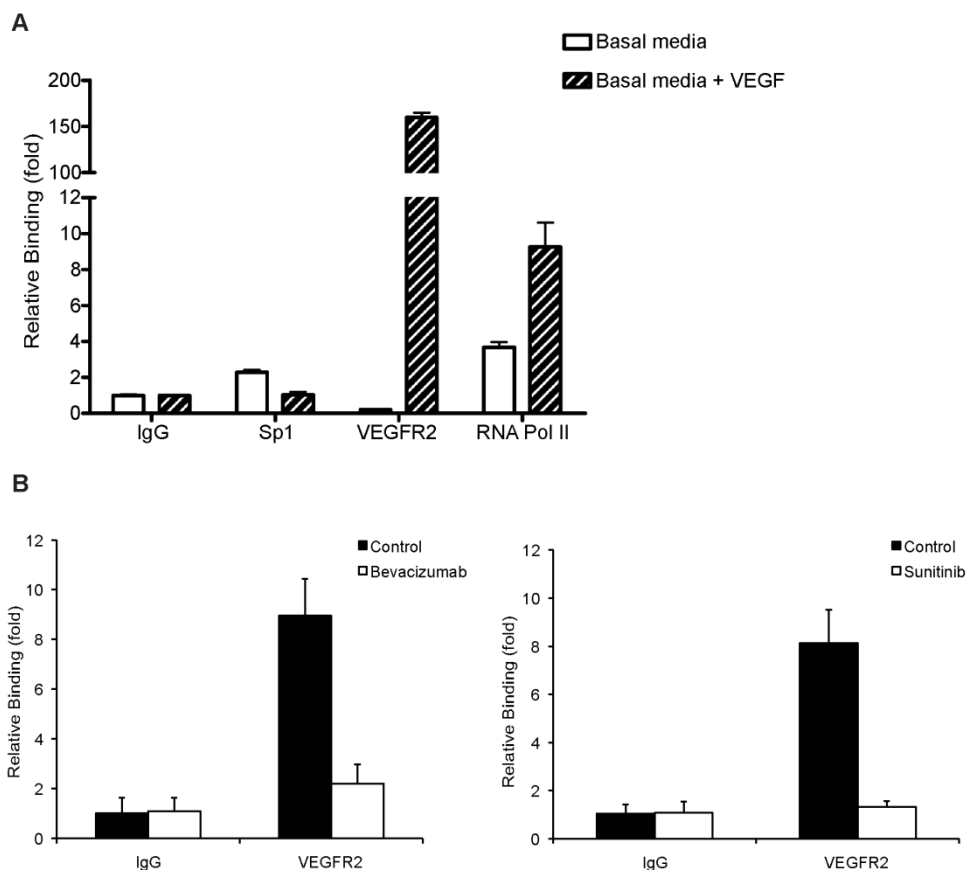 A
Basal media
Basal media + VEGF
Relative Binding (fold)
200
150
100
12
10
8
6
4
2
0
IgG Sp1 VEGFR2 RNA Pol II
B
Relative Binding (fold)
12
10
8
6
4
2
0
Control
Bevacizumab
IgG VEGFR2
Relative Binding (fold)
12
10
8
6
4
2
0
Control
Sunitinib
IgG VEGFR2